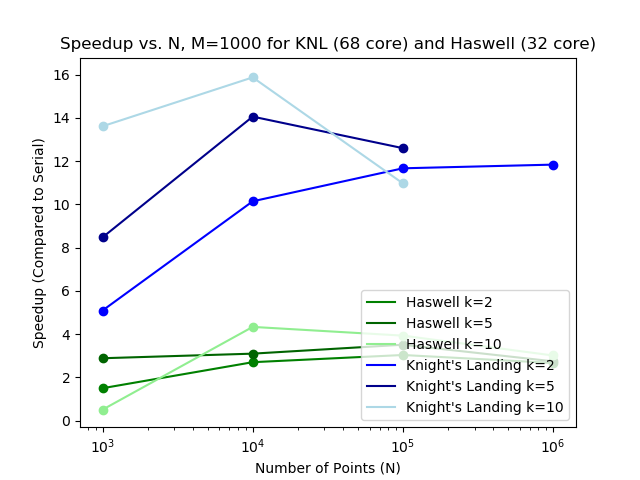 Speedup vs. N, M=1000 for KNL (68 core) and Haswell (32 core)
Speedup (Compared to Serial)
16
14
12
10
8
6
4
2
0
Haswell k=2
Haswell k=5
Haswell k=10
Knight's Landing k=2
Knight's Landing k=5
Knight's Landing k=10
10³ 10⁴ 10⁵ 10⁶
Number of Points (N)